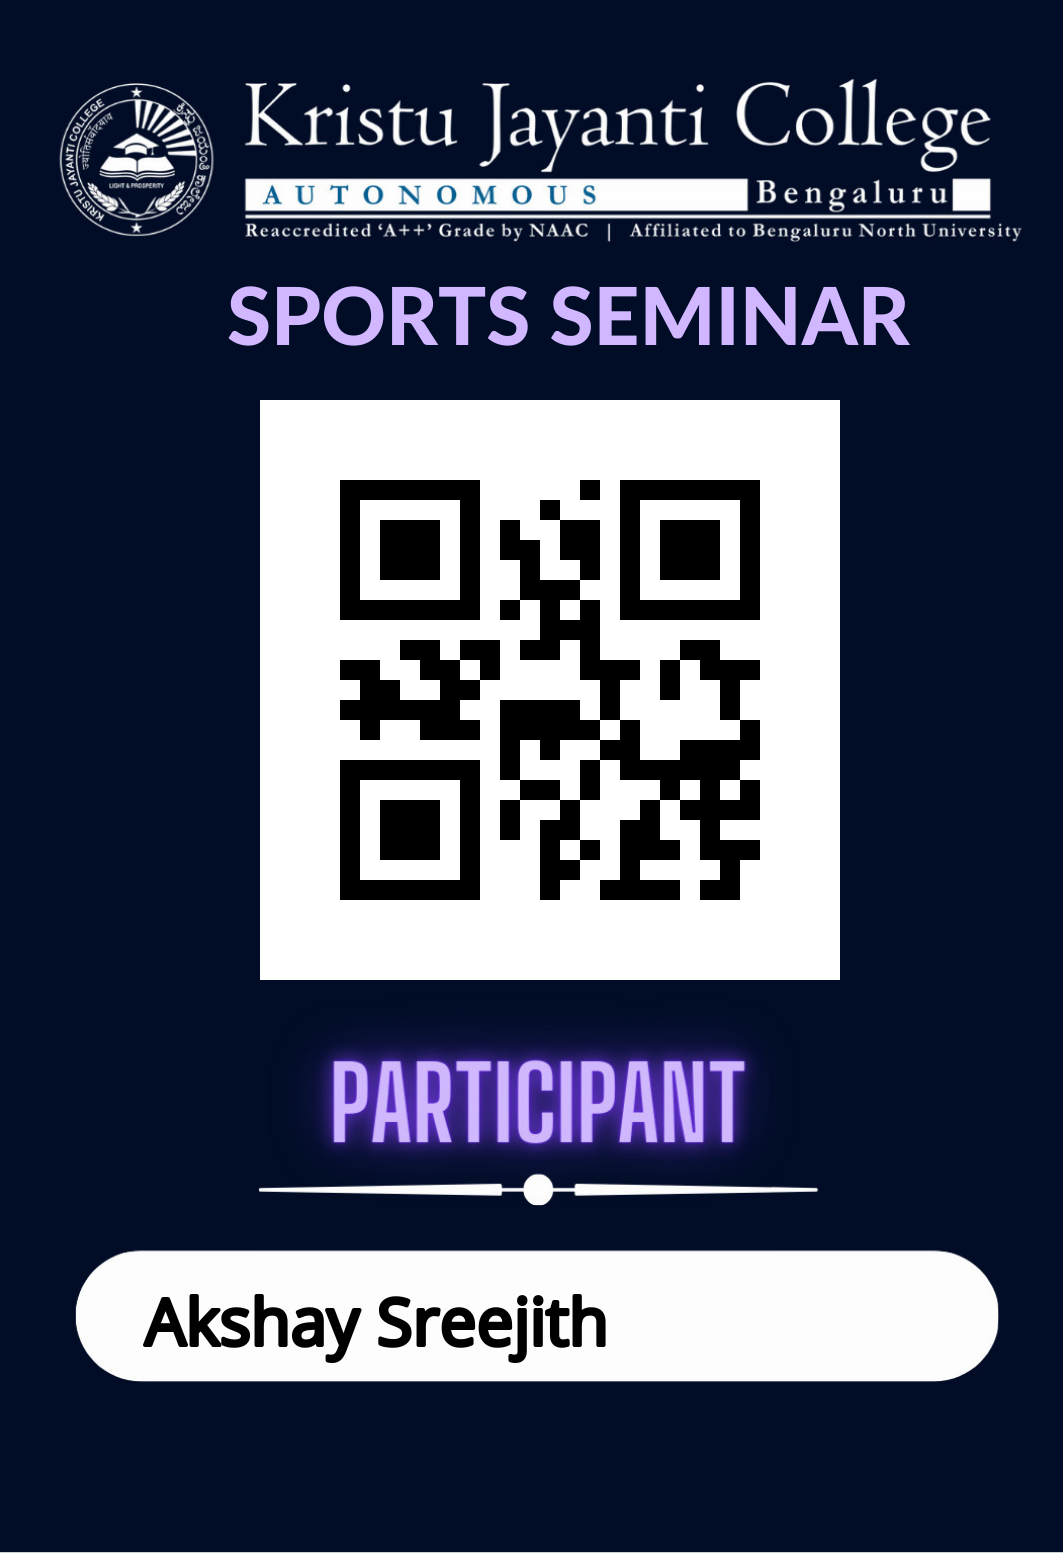 KRISTU JAYANTI COLLEGE
LIGHT & PROSPERITY
Kristu Jayanti College
AUTONOMOUS Bengaluru
Reaccredited ‘A++’ Grade by NAAC | Affiliated to Bengaluru North University
SPORTS SEMINAR
PARTICIPANT
Akshay Sreejith